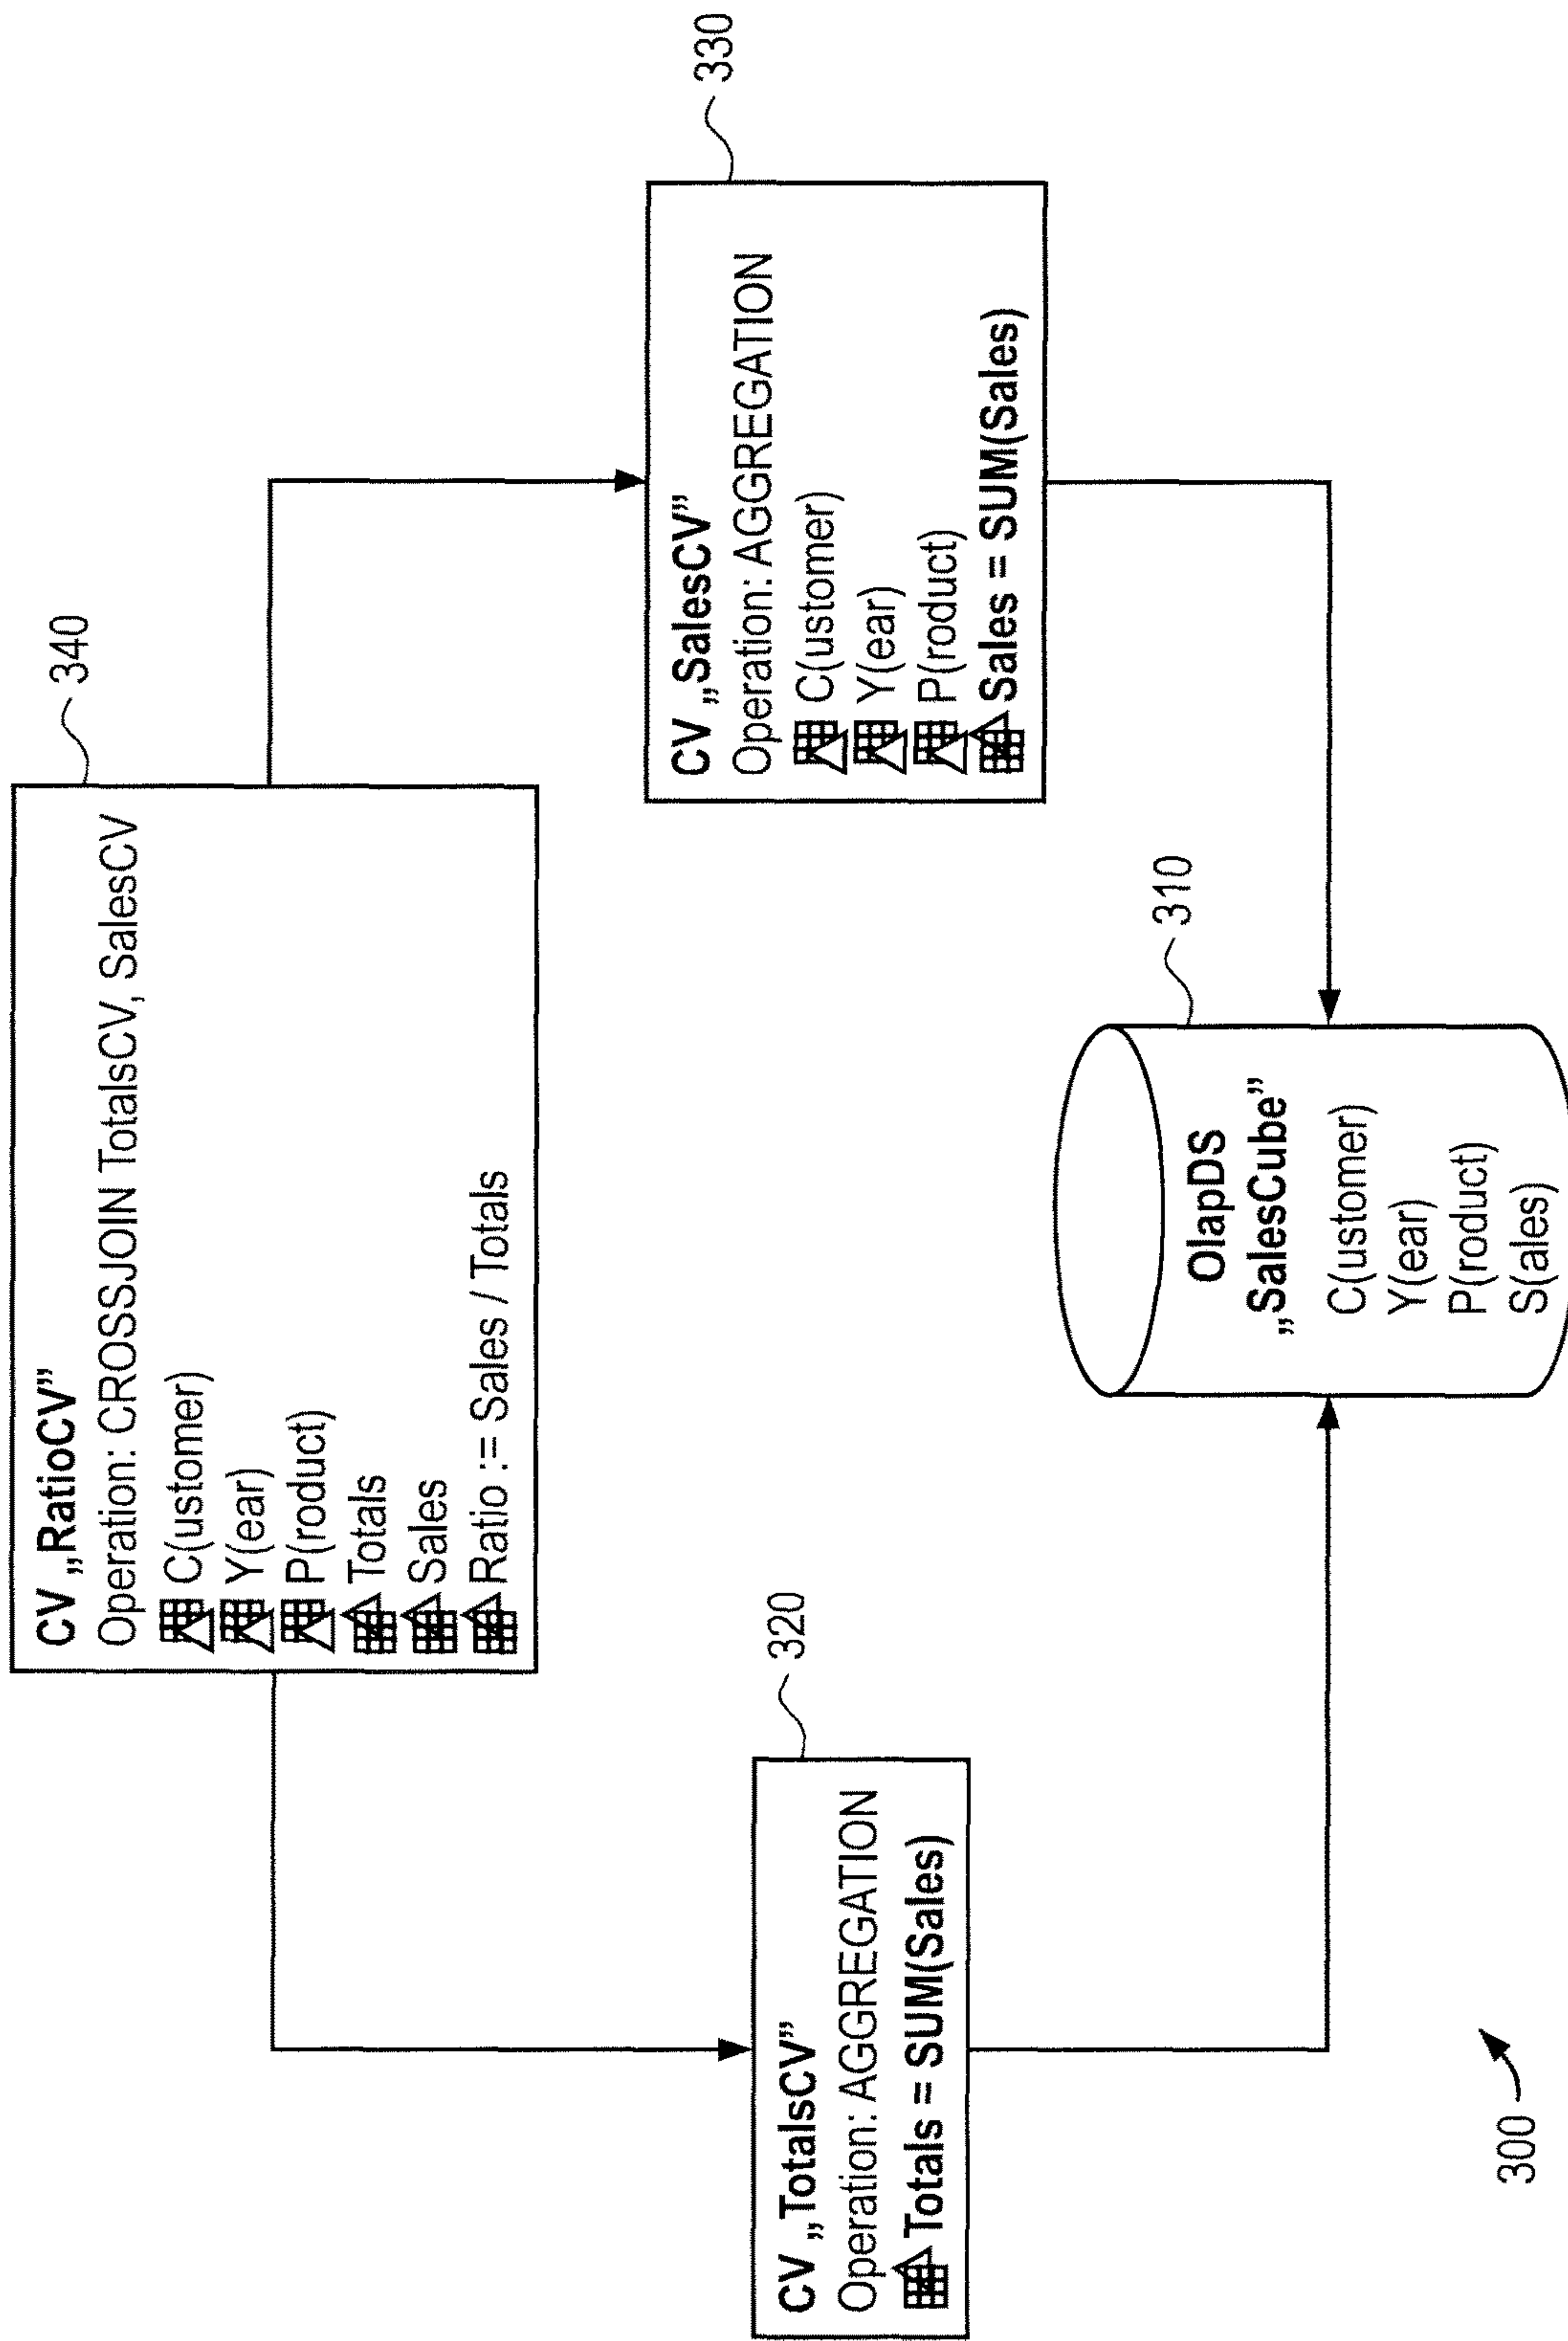 340
CV „RatioCV”
Operation: CROSSJOIN TotalsCV, SalesCV
C(ustomer)
Y(ear)
P(roduct)
Totals
Sales
Ratio := Sales / Totals
320
CV „TotalsCV”
Operation: AGGREGATION
Totals = SUM(Sales)
330
CV „SalesCV”
Operation: AGGREGATION
C(ustomer)
Y(ear)
P(roduct)
Sales = SUM(Sales)
310
OlapDS
„SalesCube”
C(ustomer)
Y(ear)
P(roduct)
S(ales)
300